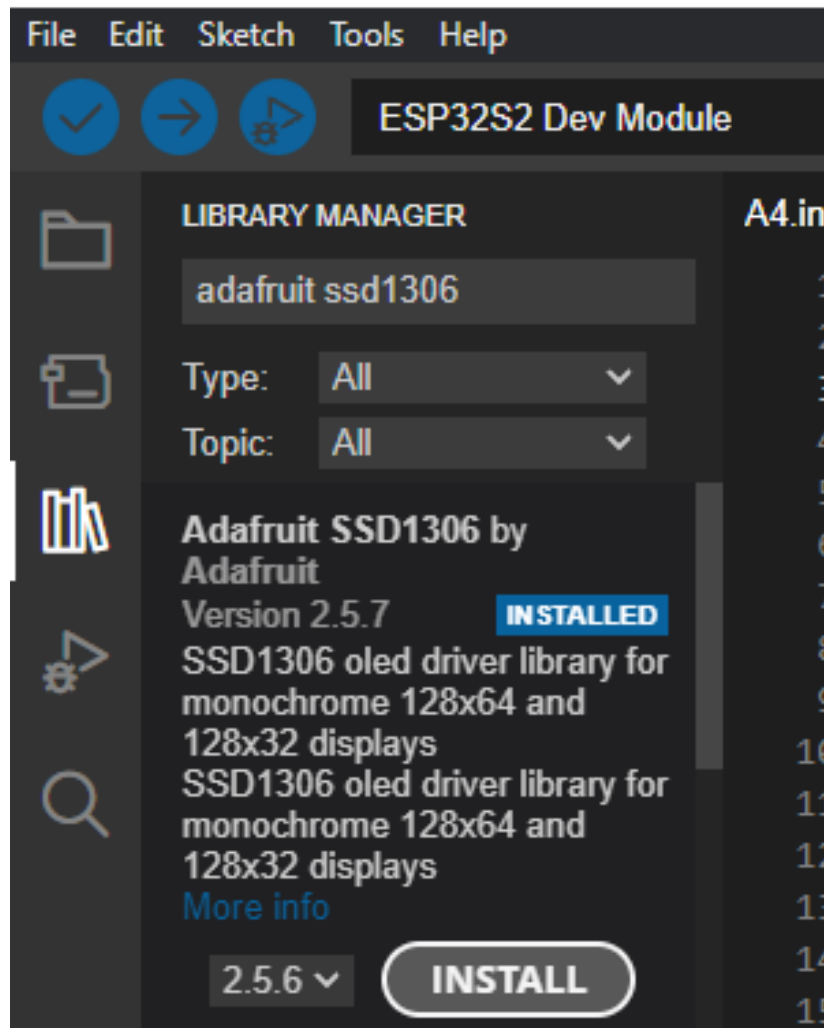 File Edit Sketch Tools Help
ESP32S2 Dev Module
LIBRARY MANAGER
adafruit ssd1306
Type: All
Topic: All
Adafruit SSD1306 by
Adafruit
Version 2.5.7 INSTALLED
SSD1306 oled driver library for
monochrome 128x64 and
128x32 displays
SSD1306 oled driver library for
monochrome 128x64 and
128x32 displays
More info
2.5.6 INSTALL
A4.in